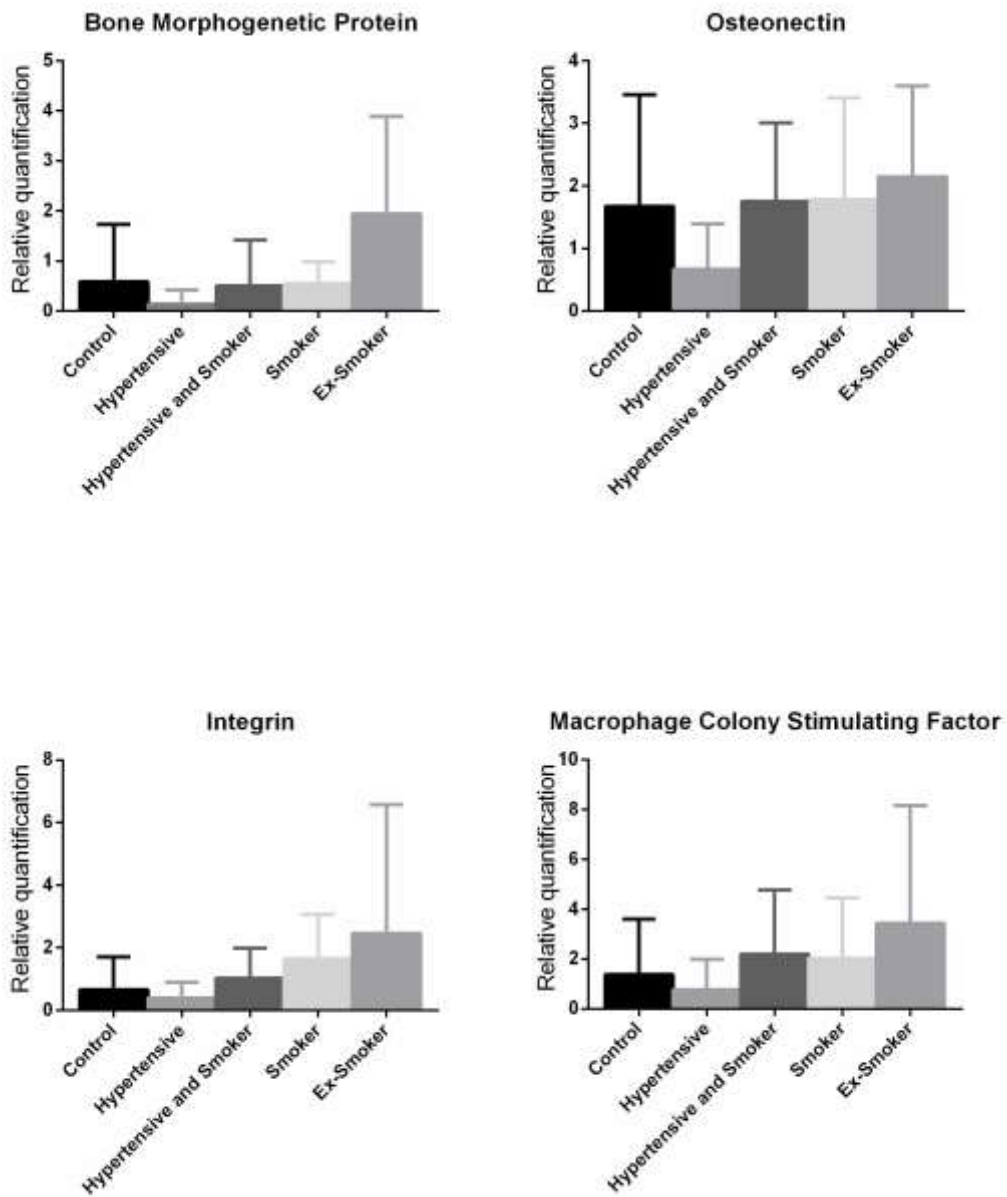 Bone Morphogenetic Protein
Relative quantification
5
4
3
2
1
0
Control
Hypertensive
Hypertensive and Smoker
Smoker
Ex-Smoker
Osteonectin
Relative quantification
4
3
2
1
0
Control
Hypertensive
Hypertensive and Smoker
Smoker
Ex-Smoker
Integrin
Relative quantification
8
6
4
2
0
Control
Hypertensive
Hypertensive and Smoker
Smoker
Ex-Smoker
Macrophage Colony Stimulating Factor
Relative quantification
10
8
6
4
2
0
Control
Hypertensive
Hypertensive and Smoker
Smoker
Ex-Smoker